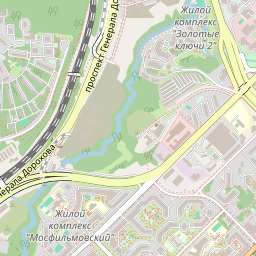 Жилой
комплекс
"Золотые
ключи 2"
проспект Генерала До
нерала Дорохова
Жилой
комплекс
"Мосфильмовский"